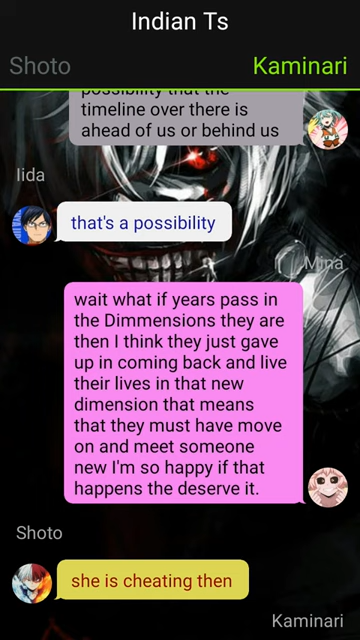 Indian Ts
Shoto
Kaminari
possibility that the
timeline over there is
ahead of us or behind us
Iida
that's a possibility
Mina
wait what if years pass in
the Dimmensions they are
then I think they just gave
up in coming back and live
their lives in that new
dimension that means
that they must have move
on and meet someone
new I'm so happy if that
happens the deserve it.
Shoto
she is cheating then
Kaminari